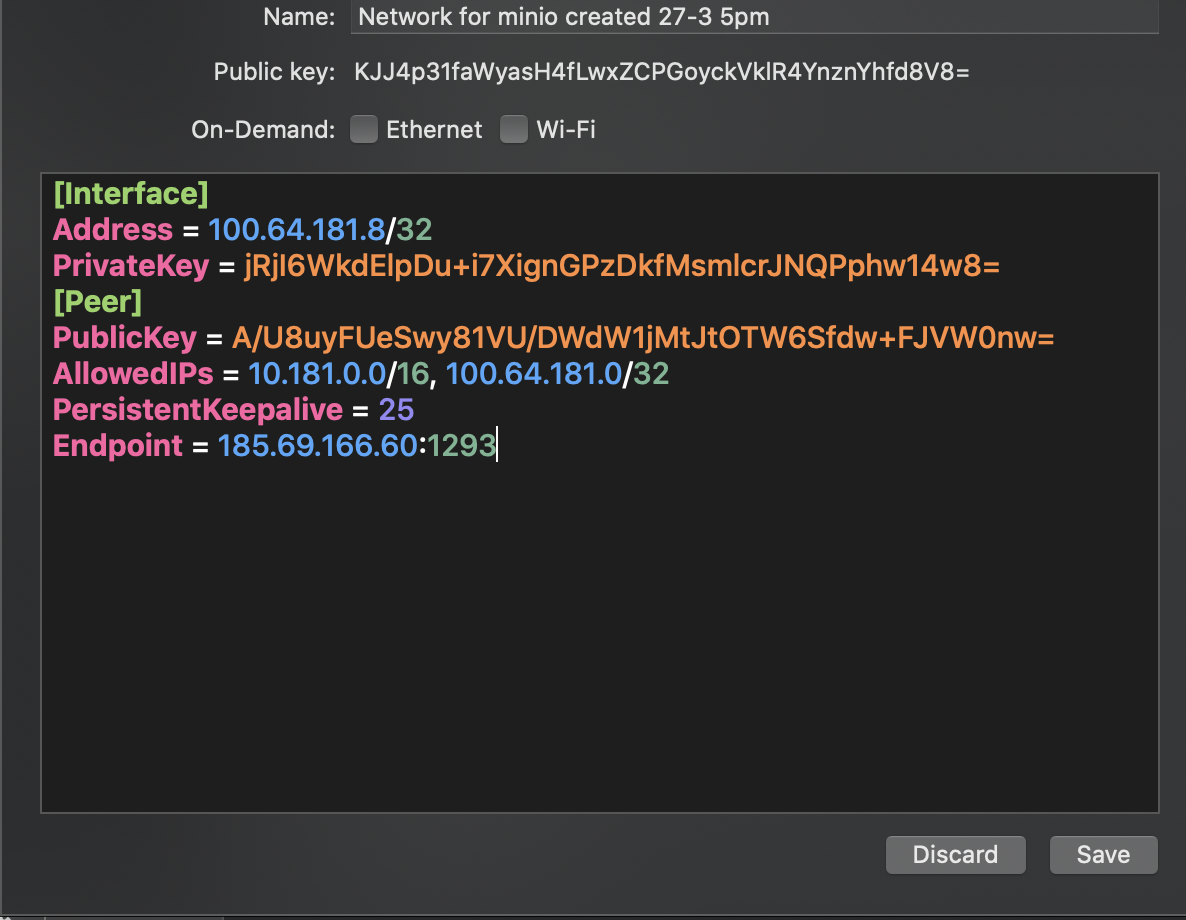 Name: Network for minio created 27-3 5pm
Public key: KJJ4p31faWyasH4fLwxZCPGoyckVklR4YnznYhfd8V8=
On-Demand: Ethernet Wi-Fi
[Interface]
Address = 100.64.181.8/32
PrivateKey = jRjI6WkdElpDu+i7XignGPzDkfMsmlcrJNQPphw14w8=
[Peer]
PublicKey = A/U8uyFUeSwy81VU/DWdW1jMtJtOTW6Sfdw+FJVW0nw=
AllowedIPs = 10.181.0.0/16, 100.64.181.0/32
PersistentKeepalive = 25
Endpoint = 185.69.166.60:1293
Discard Save